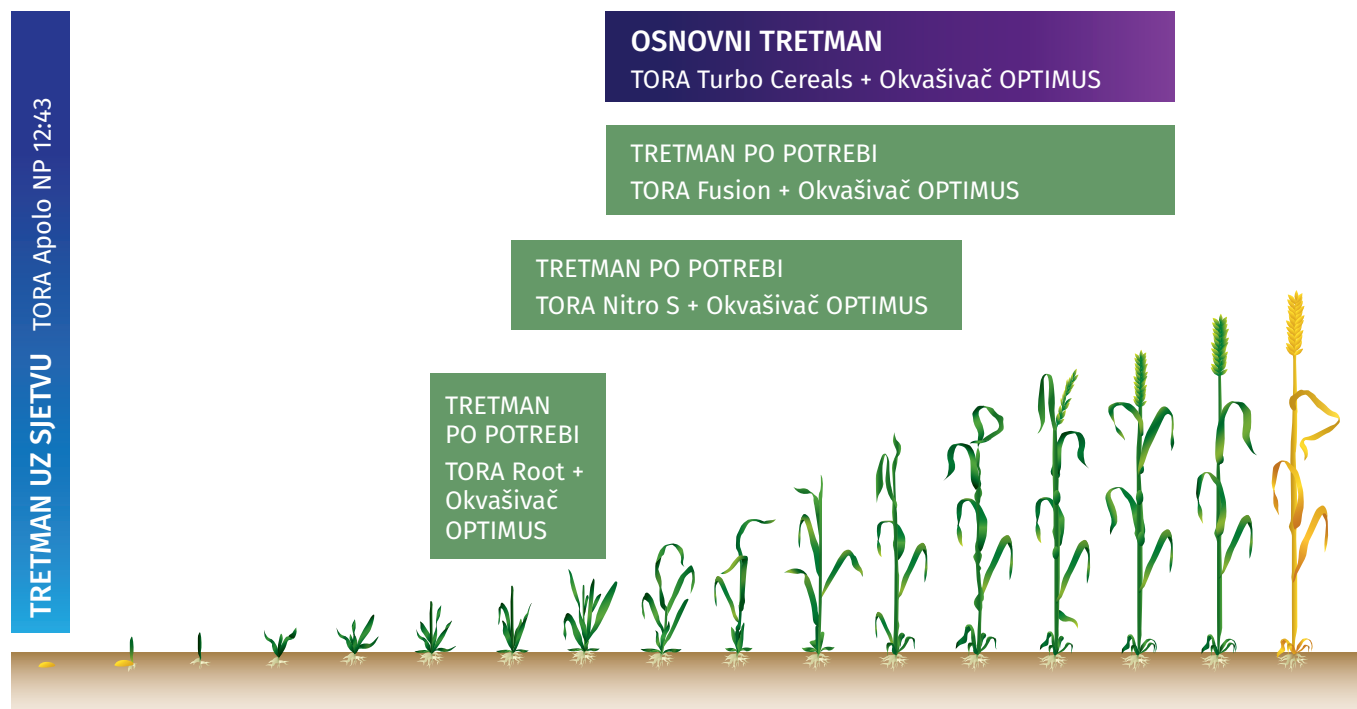 TRETMAN UZ SJETVU TORA Apolo NP 12:43
OSNOVNI TRETMAN
TORA Turbo Cereals + Okvašivač OPTIMUS
TRETMAN PO POTREBI
TORA Fusion + Okvašivač OPTIMUS
TRETMAN PO POTREBI
TORA Nitro S + Okvašivač OPTIMUS
TRETMAN
PO POTREBI
TORA Root +
Okvašivač
OPTIMUS